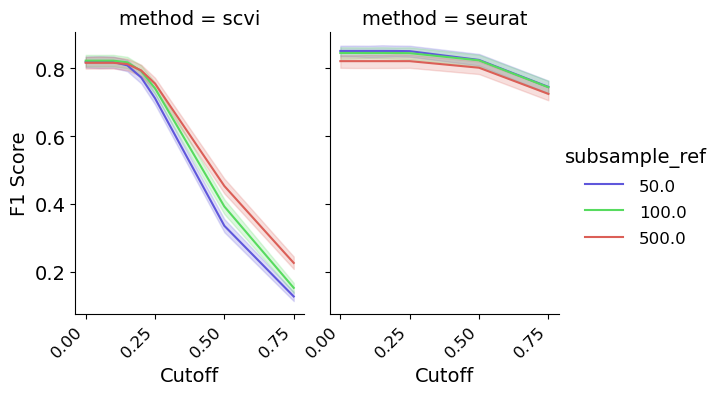 method = scvi
method = seurat
F1 Score
0.8
0.6
0.4
0.2
0.00
0.25
0.50
0.75
0.00
0.25
0.50
0.75
Cutoff
Cutoff
subsample_ref
50.0
100.0
500.0